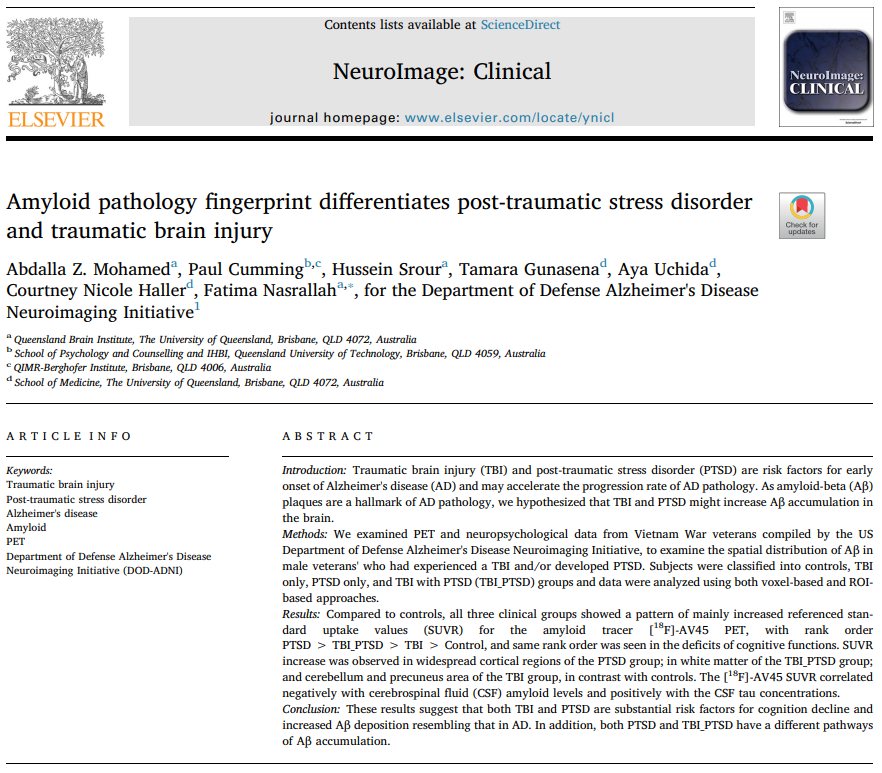 Contents lists available at ScienceDirect
NeuroImage: Clinical
journal homepage: www.elsevier.com/locate/ynicl
ELSEVIER
NeuroImage:
CLINICAL
Amyloid pathology fingerprint differentiates post-traumatic stress disorder
and traumatic brain injury
Check for
updates
Abdalla Z. Mohamedᵃ, Paul Cummingᵇ,ᶜ, Hussein Srourᵃ, Tamara Gunasenaᵈ, Aya Uchidaᵈ,
Courtney Nicole Hallerᵈ, Fatima Nasrallahᵃ,*, for the Department of Defense Alzheimer's Disease
Neuroimaging Initiative¹
ᵃ Queensland Brain Institute, The University of Queensland, Brisbane, QLD 4072, Australia
ᵇ School of Psychology and Counselling and IHBI, Queensland University of Technology, Brisbane, QLD 4059, Australia
ᶜ QIMR-Berghofer Institute, Brisbane, QLD 4006, Australia
ᵈ School of Medicine, The University of Queensland, Brisbane, QLD 4072, Australia
ARTICLE INFO
Keywords:
Traumatic brain injury
Post-traumatic stress disorder
Alzheimer's disease
Amyloid
PET
Department of Defense Alzheimer's Disease
Neuroimaging Initiative (DOD-ADNI)
ABSTRACT
Introduction: Traumatic brain injury (TBI) and post-traumatic stress disorder (PTSD) are risk factors for early
onset of Alzheimer's disease (AD) and may accelerate the progression rate of AD pathology. As amyloid-beta (Aβ)
plaques are a hallmark of AD pathology, we hypothesized that TBI and PTSD might increase Aβ accumulation in
the brain.
Methods: We examined PET and neuropsychological data from Vietnam War veterans compiled by the US
Department of Defense Alzheimer's Disease Neuroimaging Initiative, to examine the spatial distribution of Aβ in
male veterans' who had experienced a TBI and/or developed PTSD. Subjects were classified into controls, TBI
only, PTSD only, and TBI with PTSD (TBI_PTSD) groups and data were analyzed using both voxel-based and ROI-
based approaches.
Results: Compared to controls, all three clinical groups showed a pattern of mainly increased referenced stan-
dard uptake values (SUVR) for the amyloid tracer [¹⁸F]-AV45 PET, with rank order
PTSD > TBI_PTSD > TBI > Control, and same rank order was seen in the deficits of cognitive functions. SUVR
increase was observed in widespread cortical regions of the PTSD group; in white matter of the TBI_PTSD group;
and cerebellum and precuneus area of the TBI group, in contrast with controls. The [¹⁸F]-AV45 SUVR correlated
negatively with cerebrospinal fluid (CSF) amyloid levels and positively with the CSF tau concentrations.
Conclusion: These results suggest that both TBI and PTSD are substantial risk factors for cognition decline and
increased Aβ deposition resembling that in AD. In addition, both PTSD and TBI_PTSD have a different pathways
of Aβ accumulation.